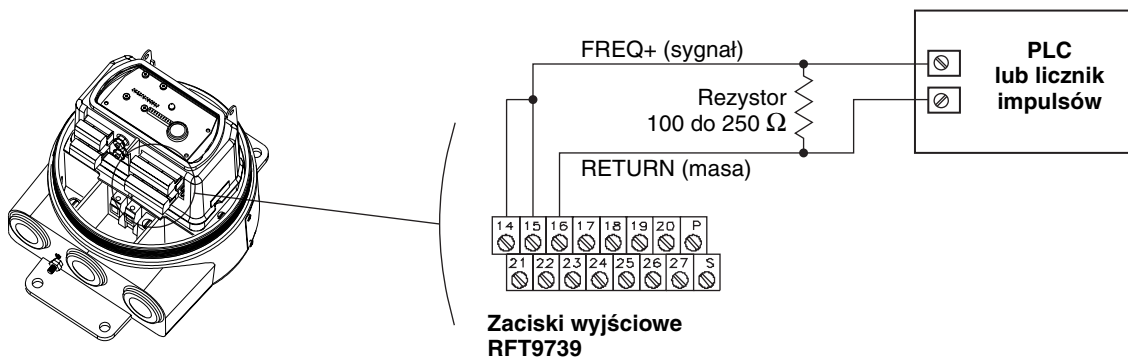 FREQ+ (sygnał)
Rezystor
100 do 250 Ω
RETURN (masa)
PLC
lub licznik
impulsów
14 15 16 17 18 19 20 P
21 22 23 24 25 26 27 S
Zaciski wyjściowe
RFT9739